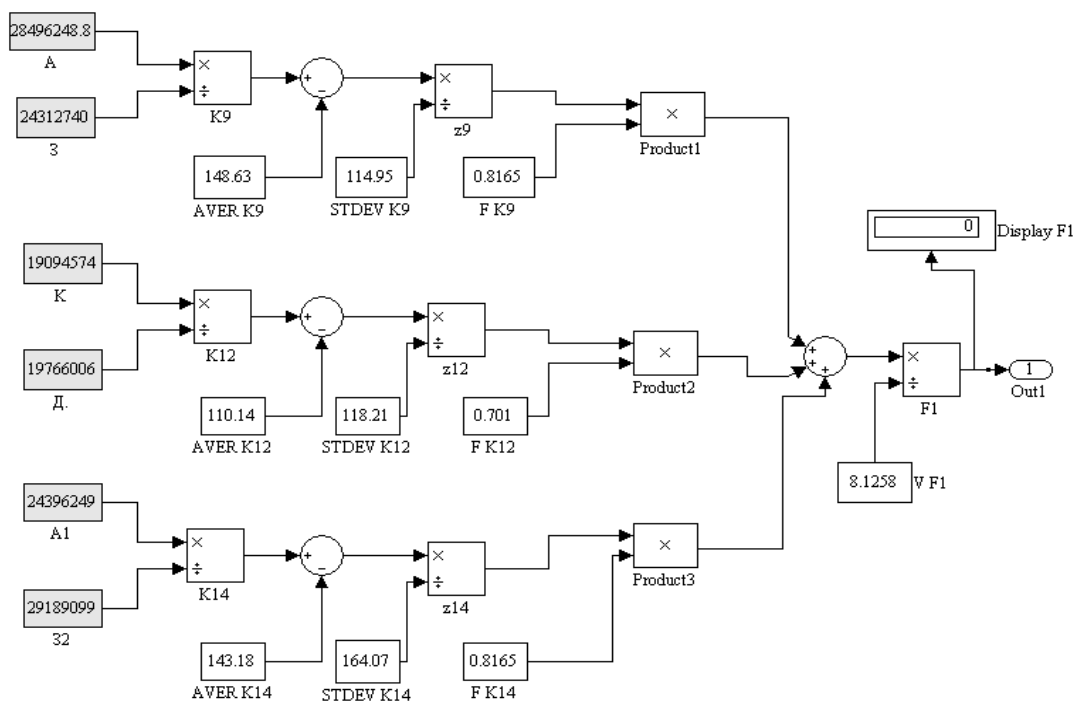 28496248.8
А
24312740
З
×
÷
K9
+
−
148.63
AVER K9
×
÷
z9
114.95
STDEV K9
0.8165
F K9
×
Product1
19094574
К
19766006
Д.
×
÷
K12
+
−
110.14
AVER K12
×
÷
z12
118.21
STDEV K12
0.701
F K12
×
Product2
24396249
А1
29189099
З2
×
÷
K14
+
−
143.18
AVER K14
×
÷
z14
164.07
STDEV K14
0.8165
F K14
×
Product3
+
+
+
×
÷
F1
8.1258
V F1
0
Display F1
1
Out1